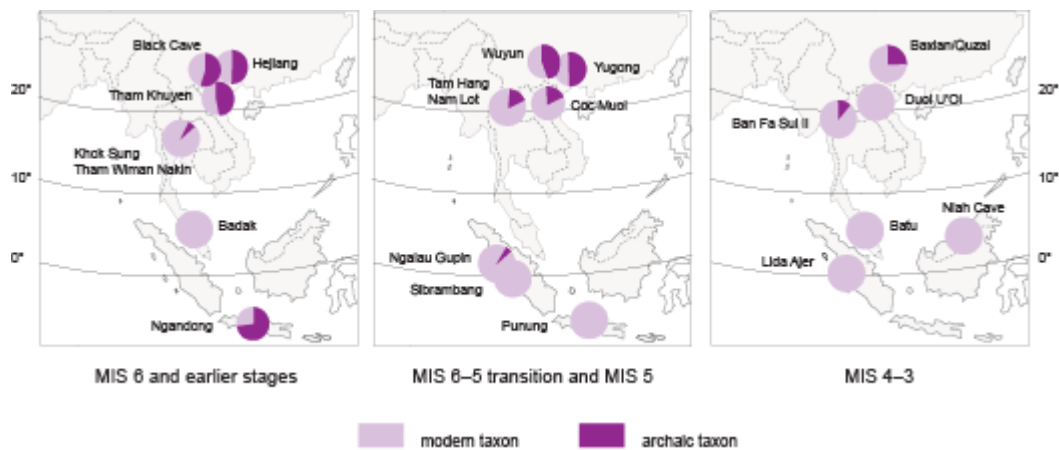 Black Cave
Hejiang
20°
Tham Khuyen
Khok Sung
Tham Wiman Nakin
10°
Badak
0°
Ngandong
MIS 6 and earlier stages
Wuyun
Yugong
Tam Hang
Nam Lot
Coc Muoi
Ngalau Gupin
Sibrambang
Punung
MIS 6–5 transition and MIS 5
Baxian/Quzai
20°
Duoi U'Oi
Ban Fa Sui II
10°
Niah Cave
Batu
Lida Ajer
0°
MIS 4–3
modern taxon
archaic taxon